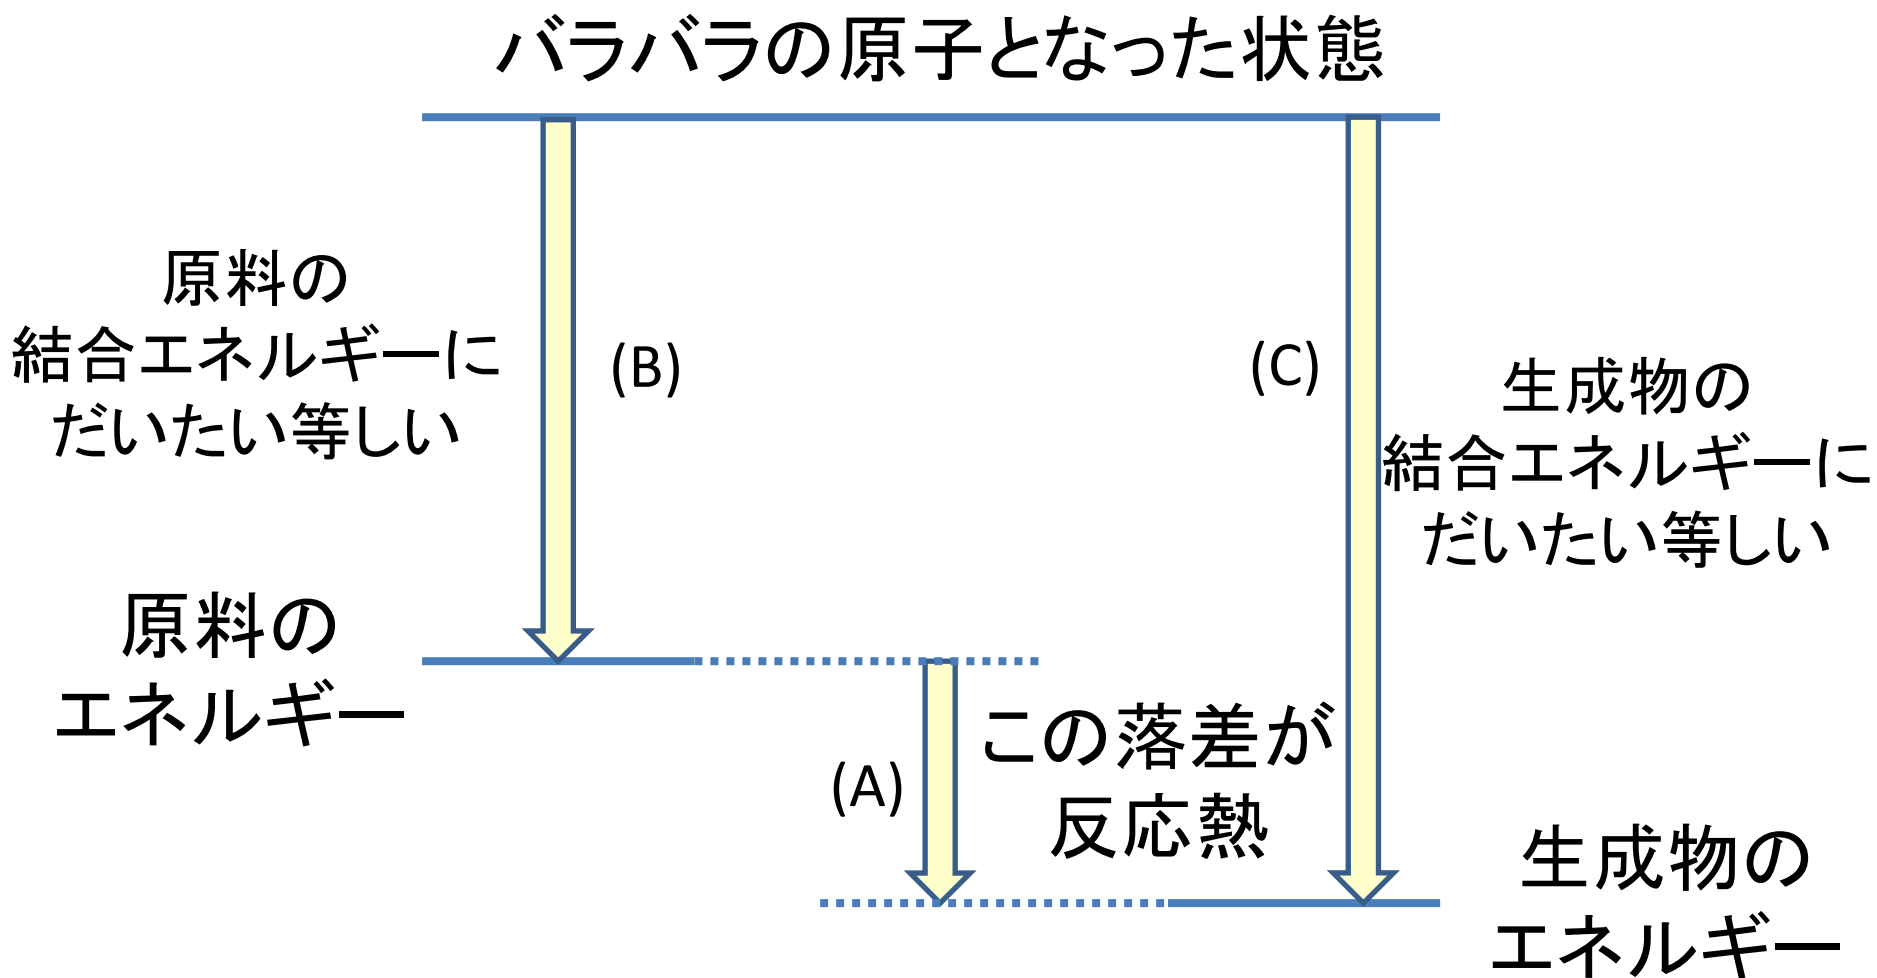 バラバラの原子となった状態
原料の
結合エネルギーに
だいたい等しい
(B)
(C)
生成物の
結合エネルギーに
だいたい等しい
原料の
エネルギー
(A)
この落差が
反応熱
生成物の
エネルギー